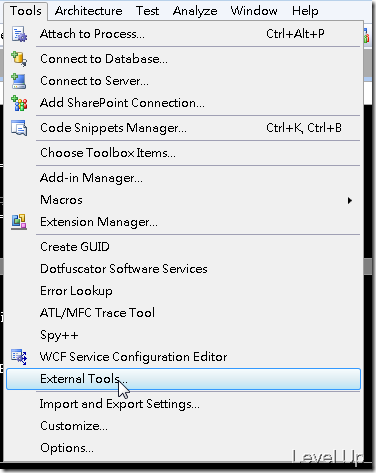 Tools Architecture Test Analyze Window Help
Attach to Process... Ctrl+Alt+P
Connect to Database...
Connect to Server...
Add SharePoint Connection...
Code Snippets Manager... Ctrl+K, Ctrl+B
Choose Toolbox Items...
Add-in Manager...
Macros
Extension Manager...
Create GUID
Dotfuscator Software Services
Error Lookup
ATL/MFC Trace Tool
Spy++
WCF Service Configuration Editor
External Tools...
Import and Export Settings...
Customize...
Options...
Level Up